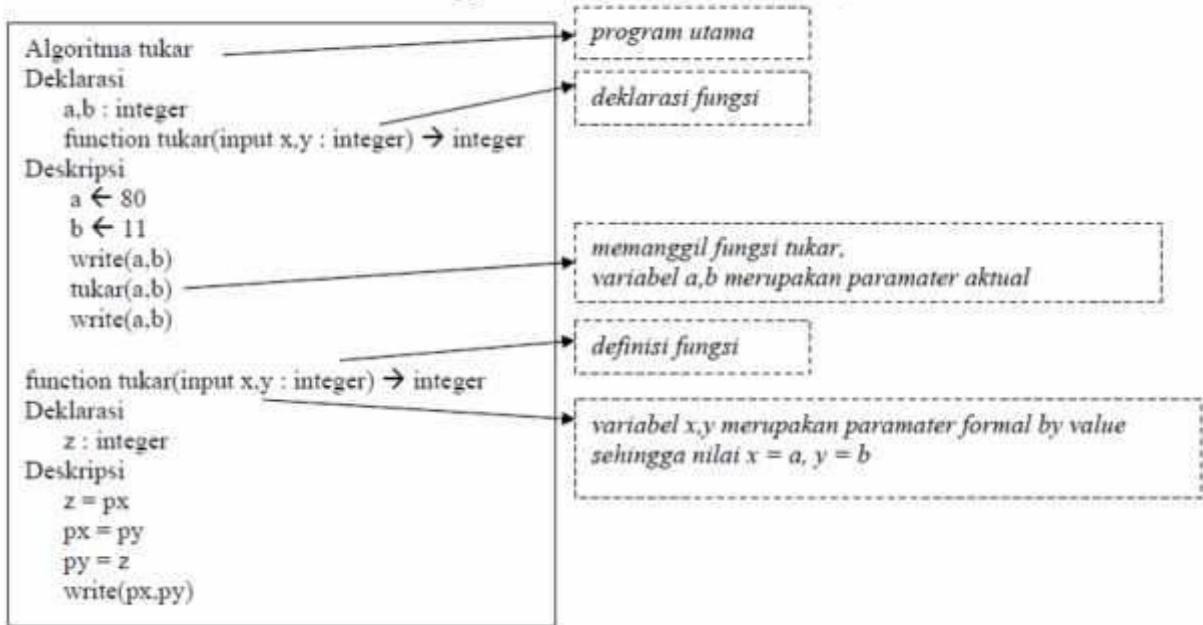 Algoritma tukar
Deklarasi
a,b : integer
function tukar(input x,y : integer) → integer
Deskripsi
a ← 80
b ← 11
write(a,b)
tukar(a,b)
write(a,b)
function tukar(input x,y : integer) → integer
Deklarasi
z : integer
Deskripsi
z = px
px = py
py = z
write(px,py)
program utama
deklarasi fungsi
memanggil fungsi tukar,
variabel a,b merupakan paramater aktual
definisi fungsi
variabel x,y merupakan paramater formal by value
sehingga nilai x = a, y = b